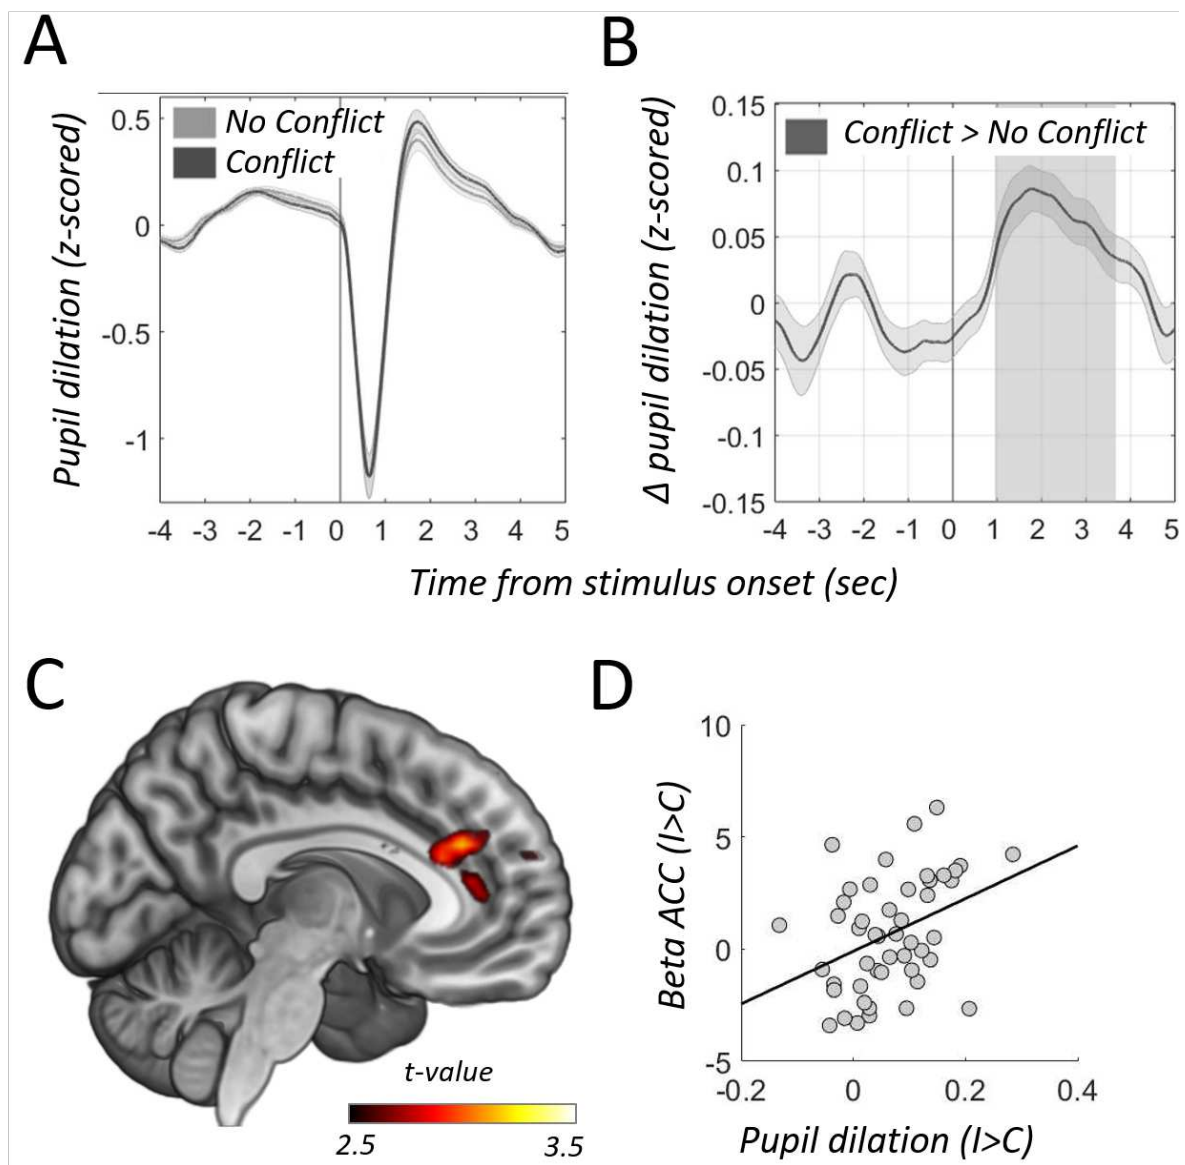 A
B
Pupil dilation (z-scored)
0.5
0
-0.5
-1
No Conflict
Conflict
-4 -3 -2 -1 0 1 2 3 4 5
Δ pupil dilation (z-scored)
0.15
0.1
0.05
0
-0.05
-0.1
-0.15
Conflict > No Conflict
-4 -3 -2 -1 0 1 2 3 4 5
Time from stimulus onset (sec)
C
t-value
2.5 3.5
D
Beta ACC (I>C)
10
5
0
-5
-0.2 0 0.2 0.4
Pupil dilation (I>C)